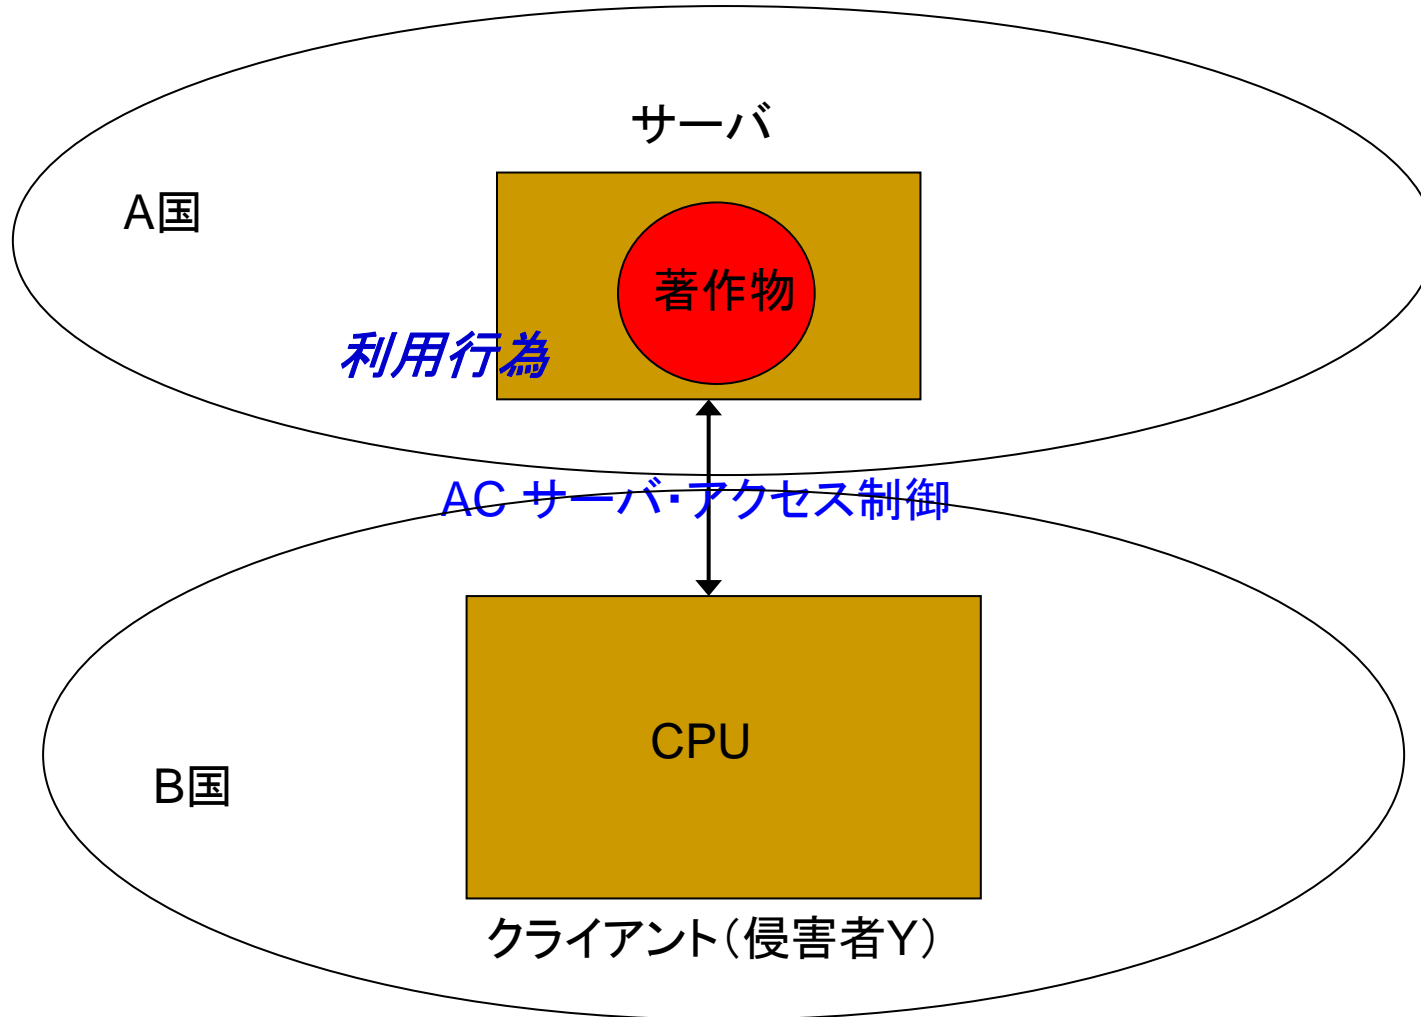 サーバ
A国
著作物
利用行為
AC サーバ・アクセス制御
CPU
B国
クライアント(侵害者Y)